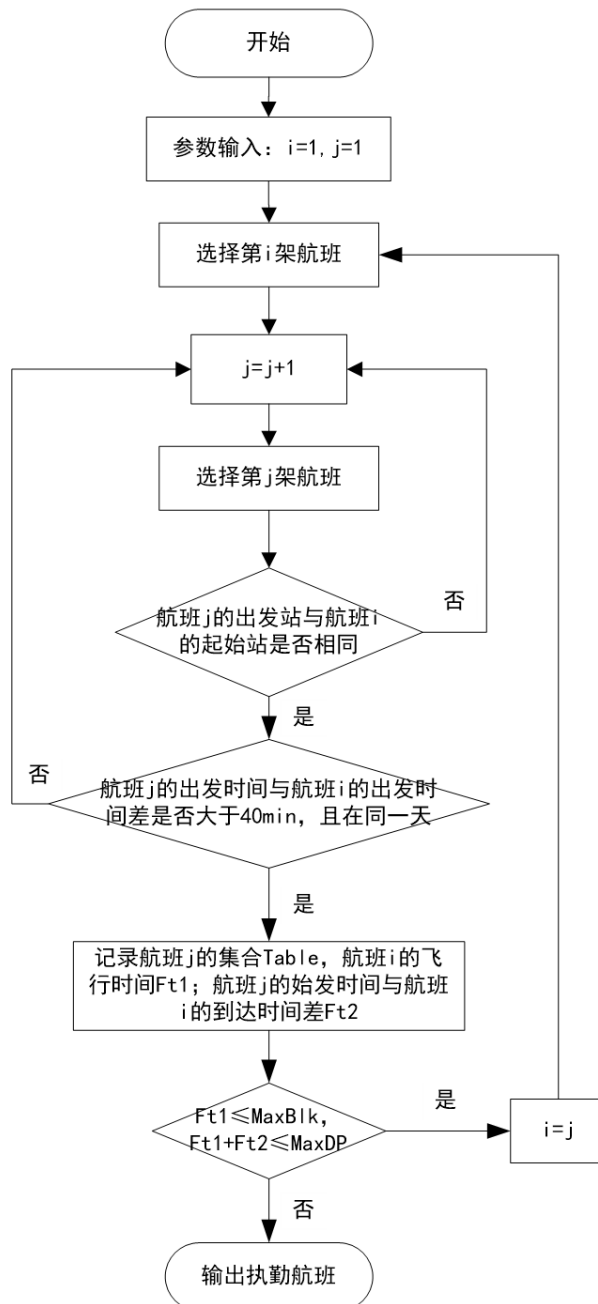 开始
参数输入：i=1,j=1
选择第i架航班
j=j+1
选择第j架航班
航班j的出发站与航班i
的起始站是否相同
否
是
航班j的出发时间与航班i的出发时
间差是否大于40min，且在同一天
否
是
记录航班j的集合Table，航班i的飞
行时间Ft1；航班j的始发时间与航班
i的到达时间差Ft2
Ft1≤MaxBlk，
Ft1+Ft2≤MaxDP
是
i=j
否
输出执勤航班